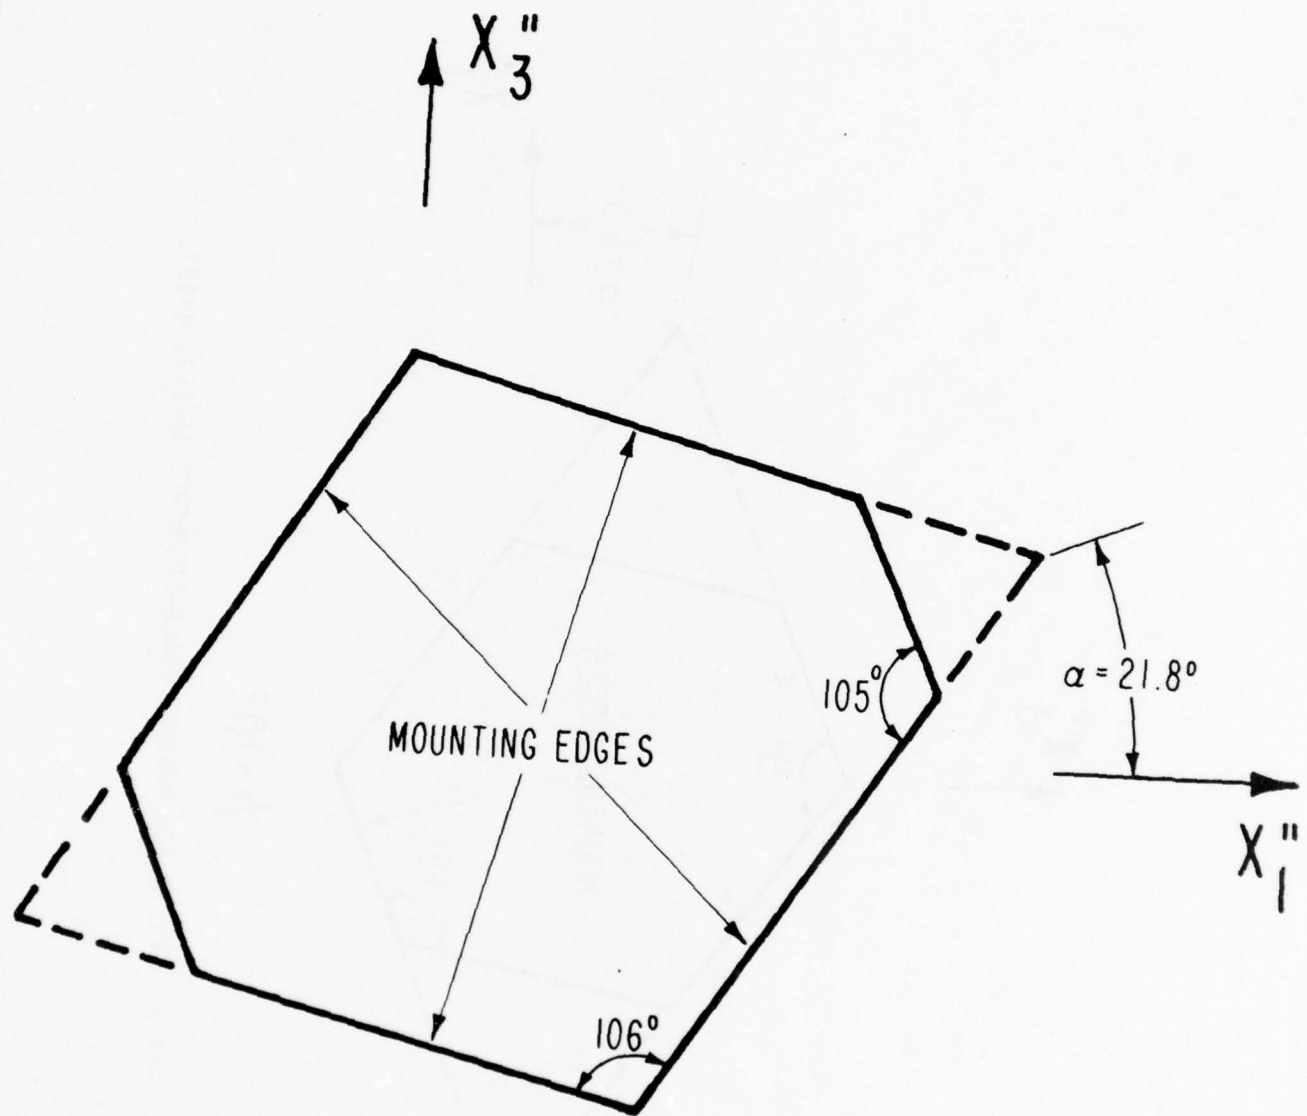 X₃"
105°
α = 21.8°
MOUNTING EDGES
X₁"
106°